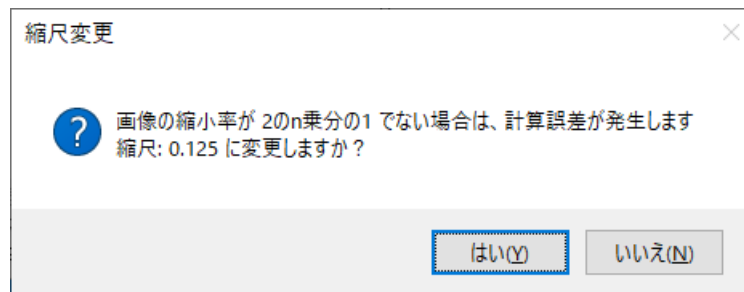 縮尺変更
画像の縮小率が 2のn乗分の1 でない場合は、計算誤差が発生します
縮尺: 0.125 に変更しますか？
はい(Y)
いいえ(N)